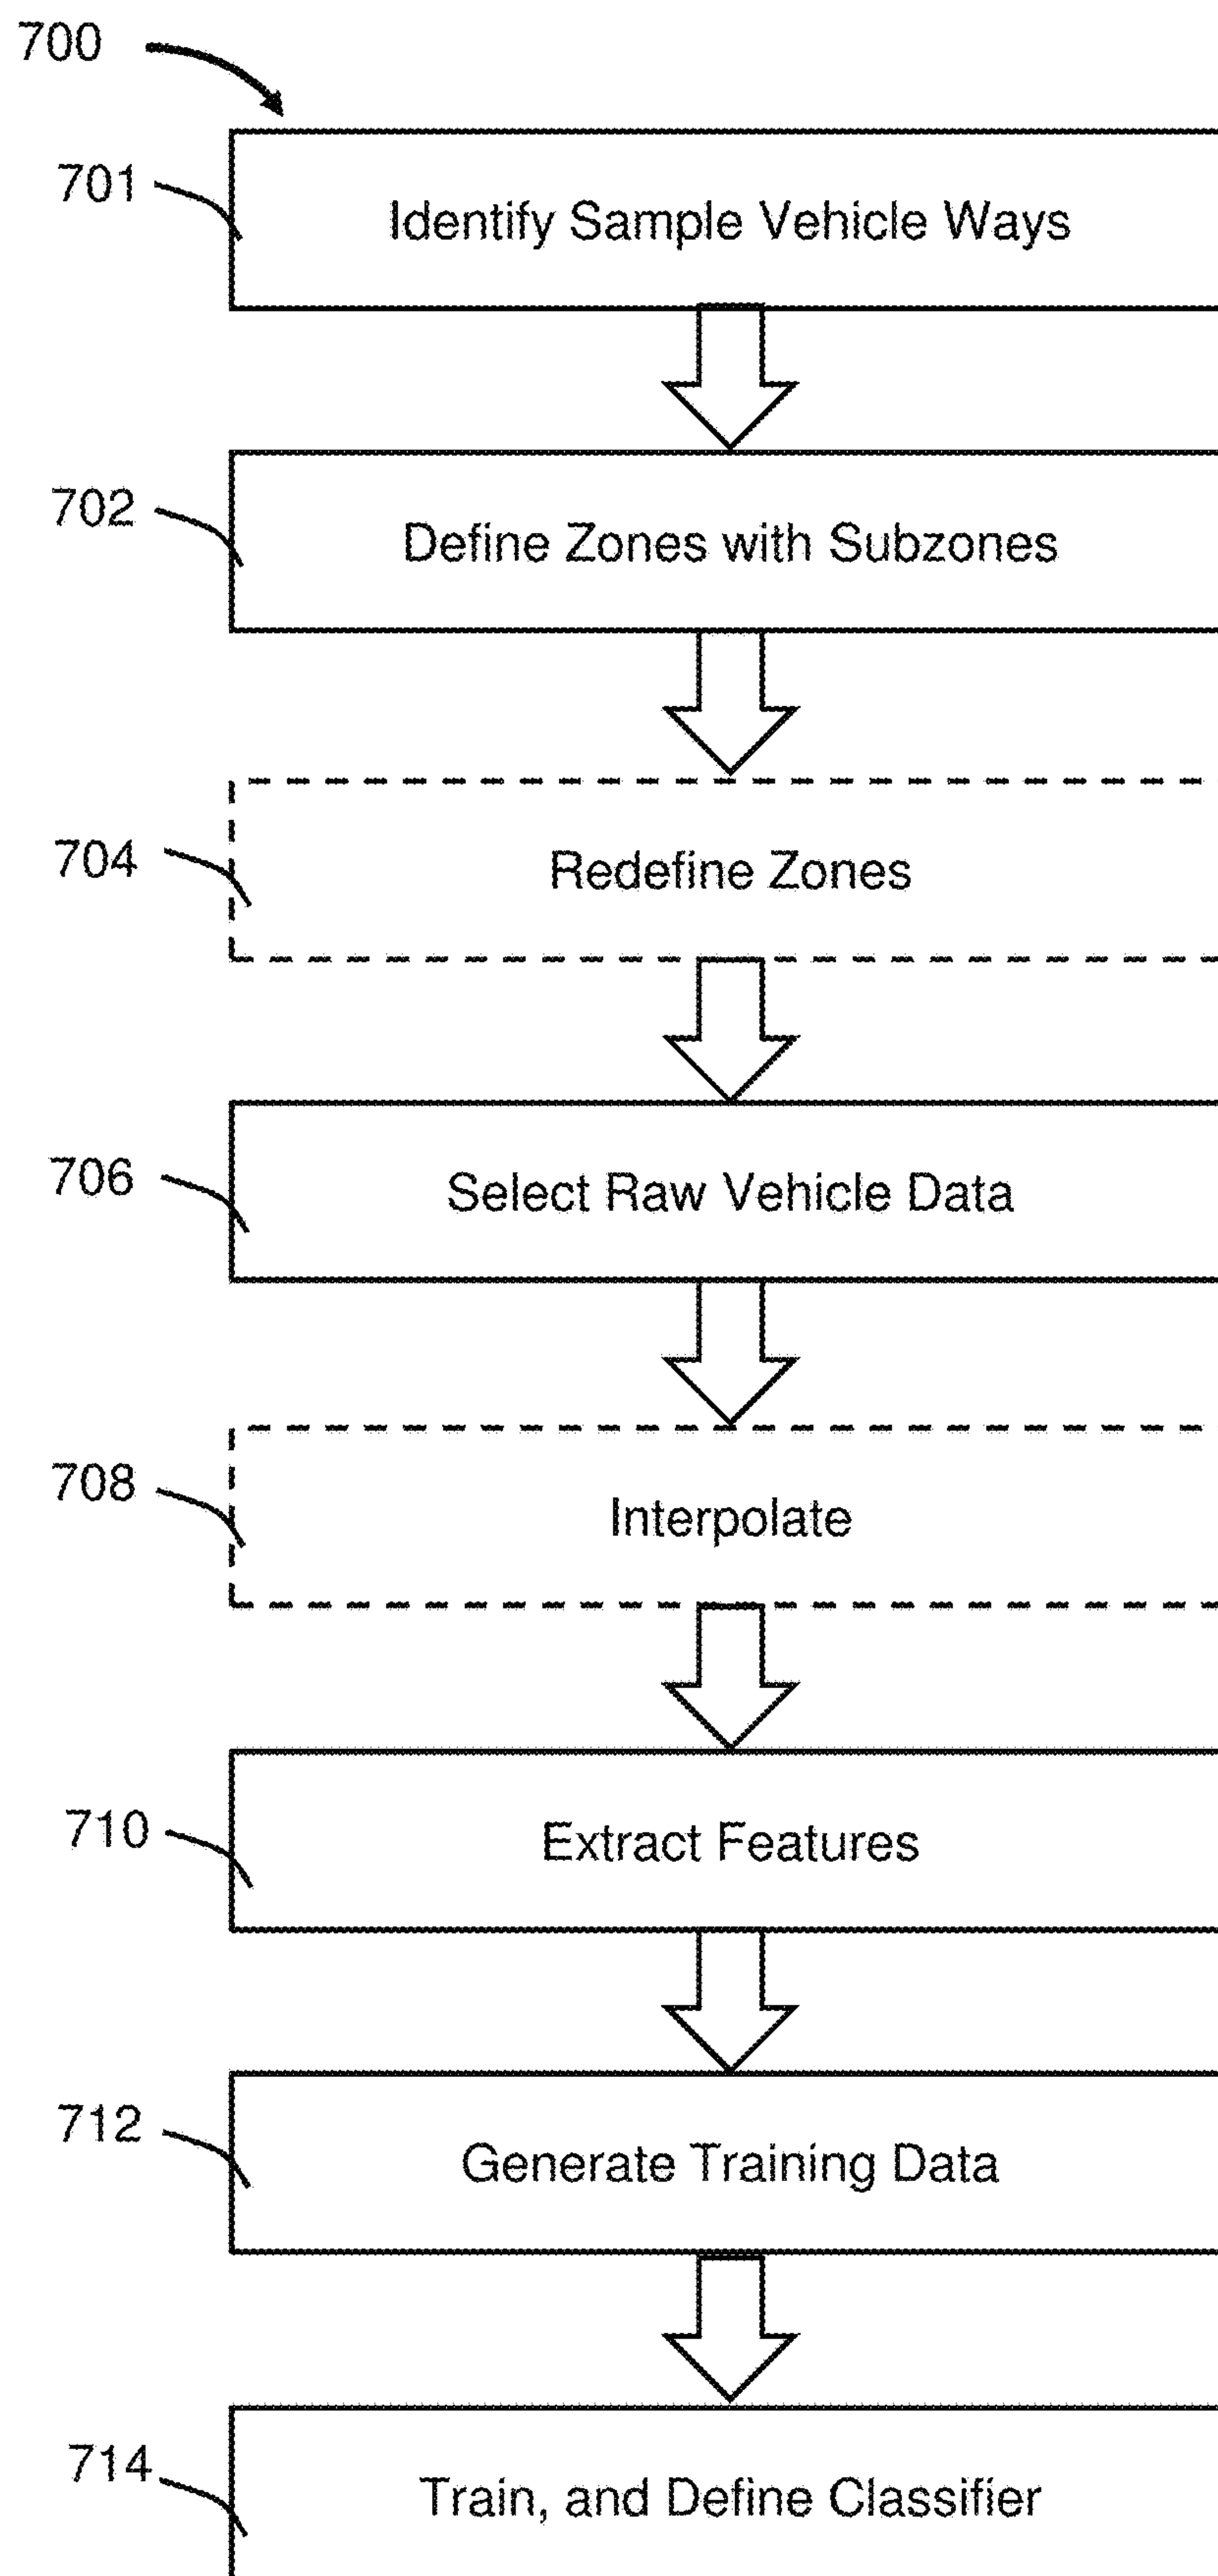 700
701
Identify Sample Vehicle Ways
702
Define Zones with Subzones
704
Redefine Zones
706
Select Raw Vehicle Data
708
Interpolate
710
Extract Features
712
Generate Training Data
714
Train, and Define Classifier